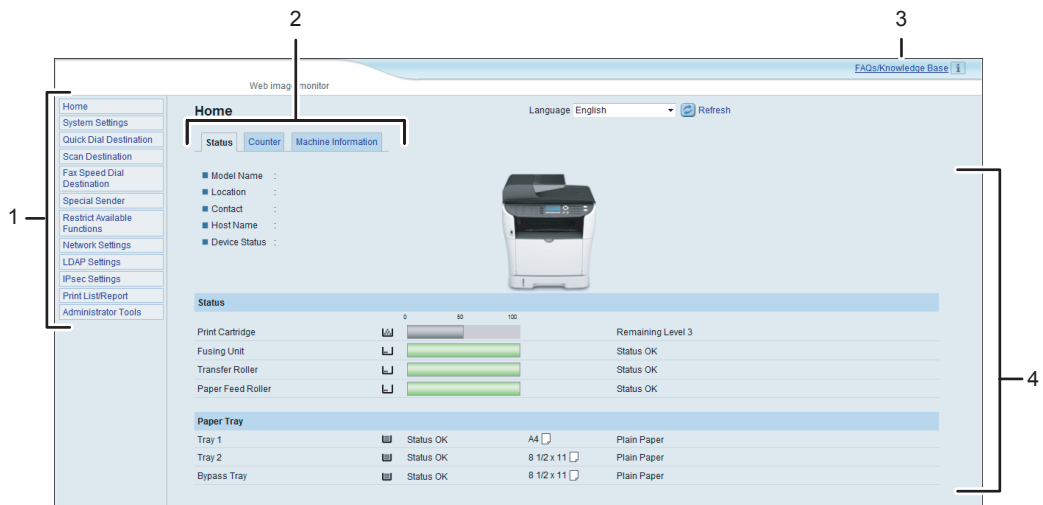 2
3
FAQs/Knowledge Base
Web image monitor
1
Home
System Settings
Quick Dial Destination
Scan Destination
Fax Speed Dial
Destination
Special Sender
Restrict Available
Functions
Network Settings
LDAP Settings
IPsec Settings
Print List/Report
Administrator Tools
Home
Language English
Refresh
Status Counter Machine Information
Model Name :
Location :
Contact :
Host Name :
Device Status :
Status
0 50 100
Print Cartridge Remaining Level 3
Fusing Unit Status OK
Transfer Roller Status OK
Paper Feed Roller Status OK
4
Paper Tray
Tray 1 Status OK A4 Plain Paper
Tray 2 Status OK 8 1/2 x 11 Plain Paper
Bypass Tray Status OK 8 1/2 x 11 Plain Paper